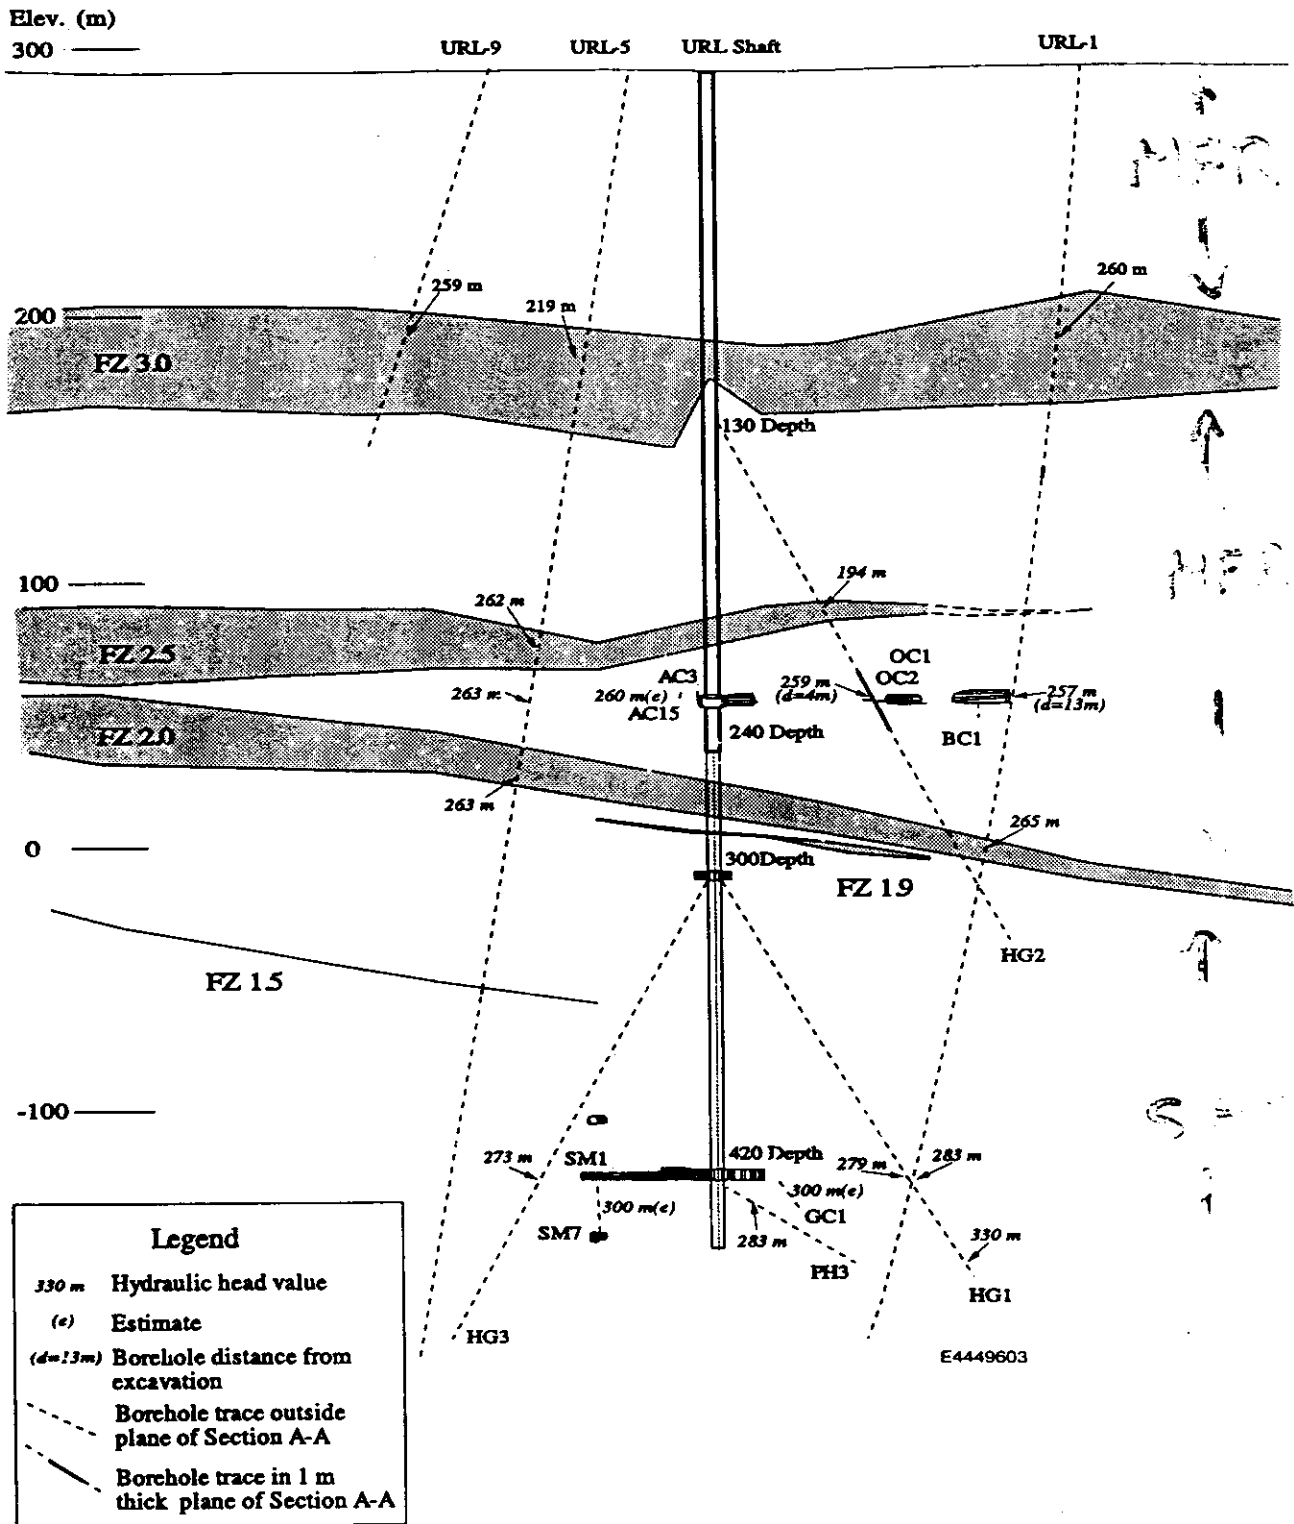 Elev. (m)
300
URL-9
URL-5
URL Shaft
URL-1
259 m
219 m
260 m
200
FZ 3.0
130 Depth
100
194 m
262 m
FZ 2.5
OC1
OC2
AC3
260 m(e)
259 m
(d=4m)
257 m
(d=13m)
263 m
AC15
BC1
FZ 2.0
240 Depth
263 m
265 m
0
300 Depth
FZ 1.9
HG2
FZ 1.5
-100
273 m
SM1
420 Depth
279 m
283 m
300 m(e)
300 m(e)
GC1
SM7
283 m
330 m
PH3
HG1
HG3
E4449603
Legend
330 m Hydraulic head value
(e) Estimate
(d=13m) Borehole distance from
excavation
Borehole trace outside
plane of Section A-A
Borehole trace in 1 m
thick plane of Section A-A